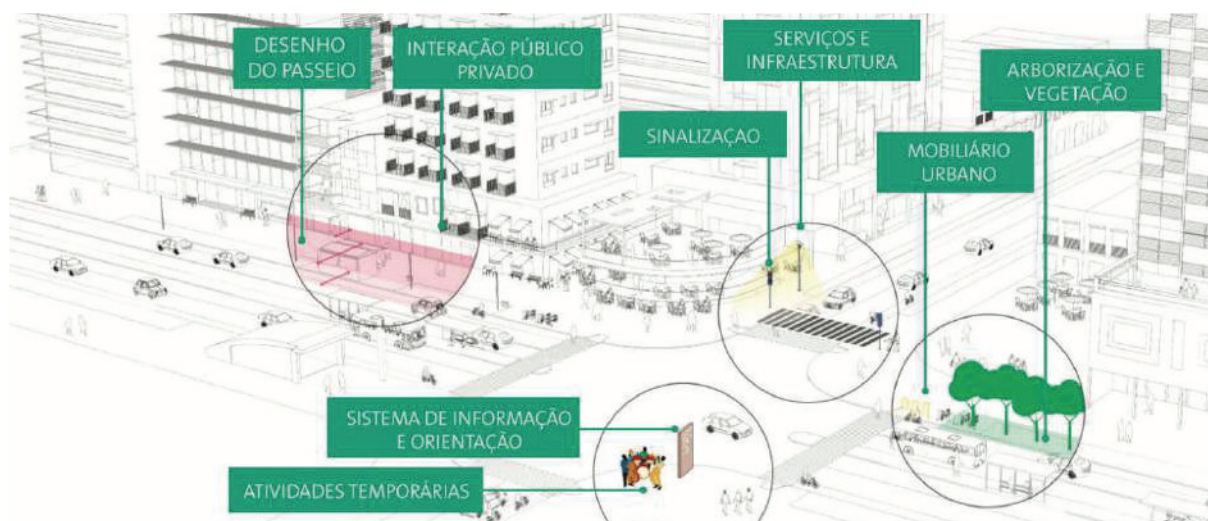 DESENHO
DO PASSEIO
INTERAÇÃO PÚBLICO
PRIVADO
SERVIÇOS E
INFRAESTRUTURA
ARBORIZAÇÃO E
VEGETAÇÃO
SINALIZAÇAO
MOBILIÁRIO
URBANO
SISTEMA DE INFORMAÇÃO
E ORIENTAÇÃO
ATIVIDADES TEMPORÁRIAS